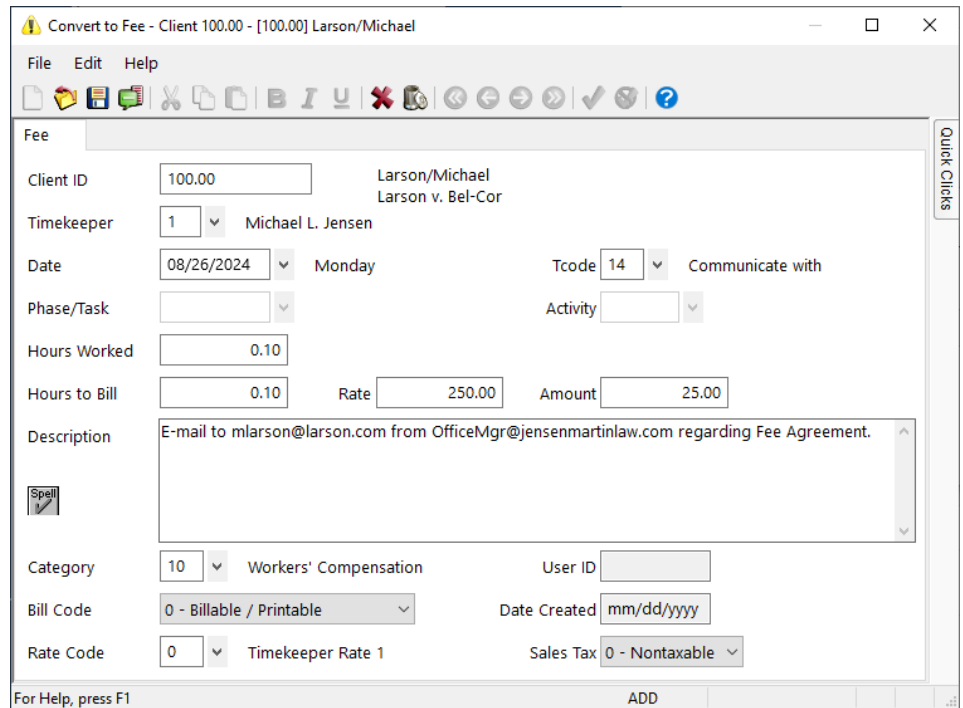 Convert to Fee - Client 100.00 - [100.00] Larson/Michael
File Edit Help
B I U
Fee
Quick Clicks
Client ID 100.00 Larson/Michael
Larson v. Bel-Cor
Timekeeper 1 Michael L. Jensen
Date 08/26/2024 Monday Tcode 14 Communicate with
Phase/Task Activity
Hours Worked 0.10
Hours to Bill 0.10 Rate 250.00 Amount 25.00
Description E-mail to mlarson@larson.com from OfficeMgr@jensenmartinlaw.com regarding Fee Agreement.
Spell
Category 10 Workers' Compensation User ID
Bill Code 0 - Billable / Printable Date Created mm/dd/yyyy
Rate Code 0 Timekeeper Rate 1 Sales Tax 0 - Nontaxable
For Help, press F1 ADD